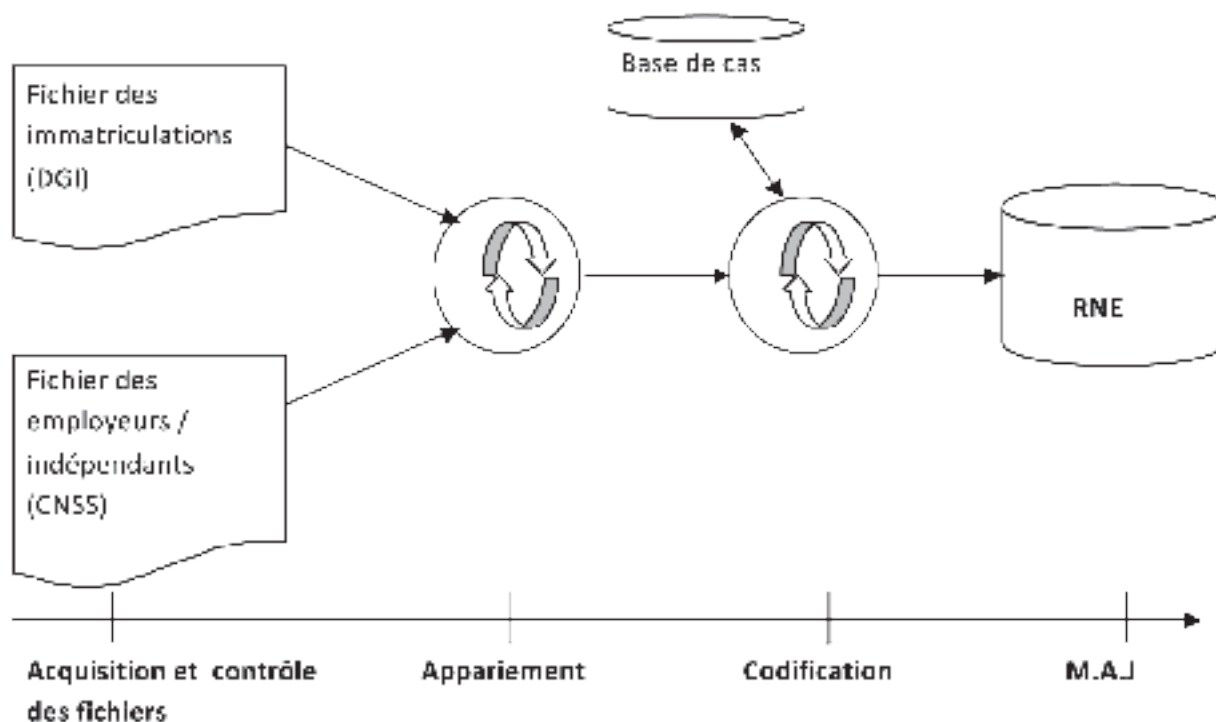 Base de cas
Fichier des
immatriculations
(DGI)
RNE
Fichier des
employeurs /
indépendants
(CNSS)
Acquisition et contrôle
des fichiers
Appariement
Codification
M.A.J